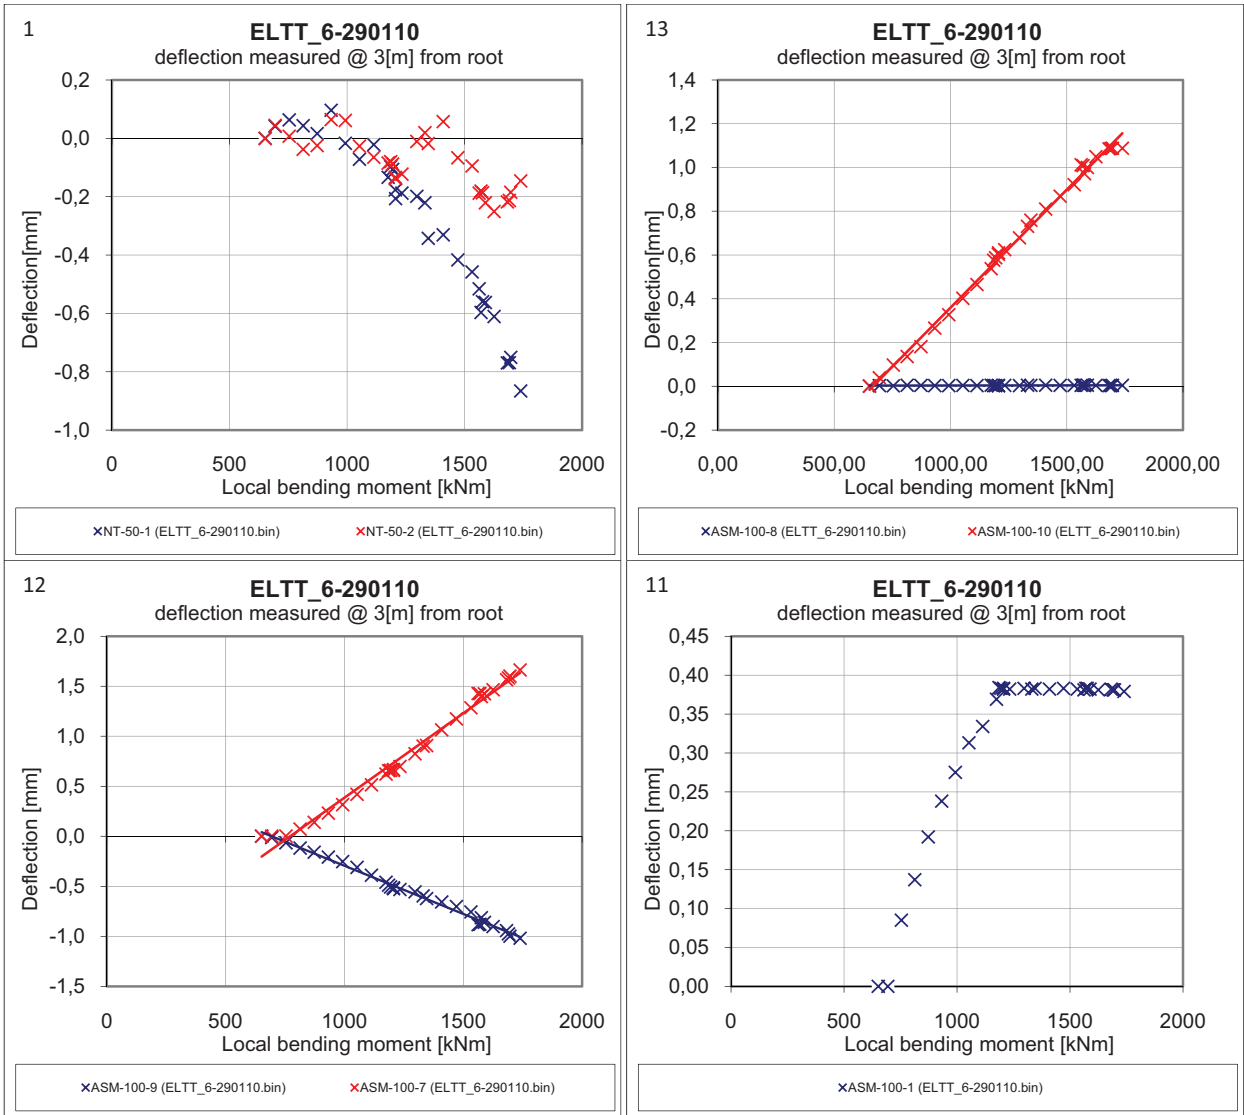 1
ELTT_6-290110
deflection measured @ 3[m] from root
0,2
0,0
-0,2
-0,4
-0,6
-0,8
-1,0
Deflection[mm]
0 500 1000 1500 2000
Local bending moment [kNm]
NT-50-1 (ELTT_6-290110.bin) NT-50-2 (ELTT_6-290110.bin)
13
ELTT_6-290110
deflection measured @ 3[m] from root
1,4
1,2
1,0
0,8
0,6
0,4
0,2
0,0
-0,2
Deflection[mm]
0,00 500,00 1000,00 1500,00 2000,00
Local bending moment [kNm]
ASM-100-8 (ELTT_6-290110.bin) ASM-100-10 (ELTT_6-290110.bin)
12
ELTT_6-290110
deflection measured @ 3[m] from root
2,0
1,5
1,0
0,5
0,0
-0,5
-1,0
-1,5
Deflection [mm]
0 500 1000 1500 2000
Local bending moment [kNm]
ASM-100-9 (ELTT_6-290110.bin) ASM-100-7 (ELTT_6-290110.bin)
11
ELTT_6-290110
deflection measured @ 3[m] from root
0,45
0,40
0,35
0,30
0,25
0,20
0,15
0,10
0,05
0,00
Deflection [mm]
0 500 1000 1500 2000
Local bending moment [kNm]
ASM-100-1 (ELTT_6-290110.bin)